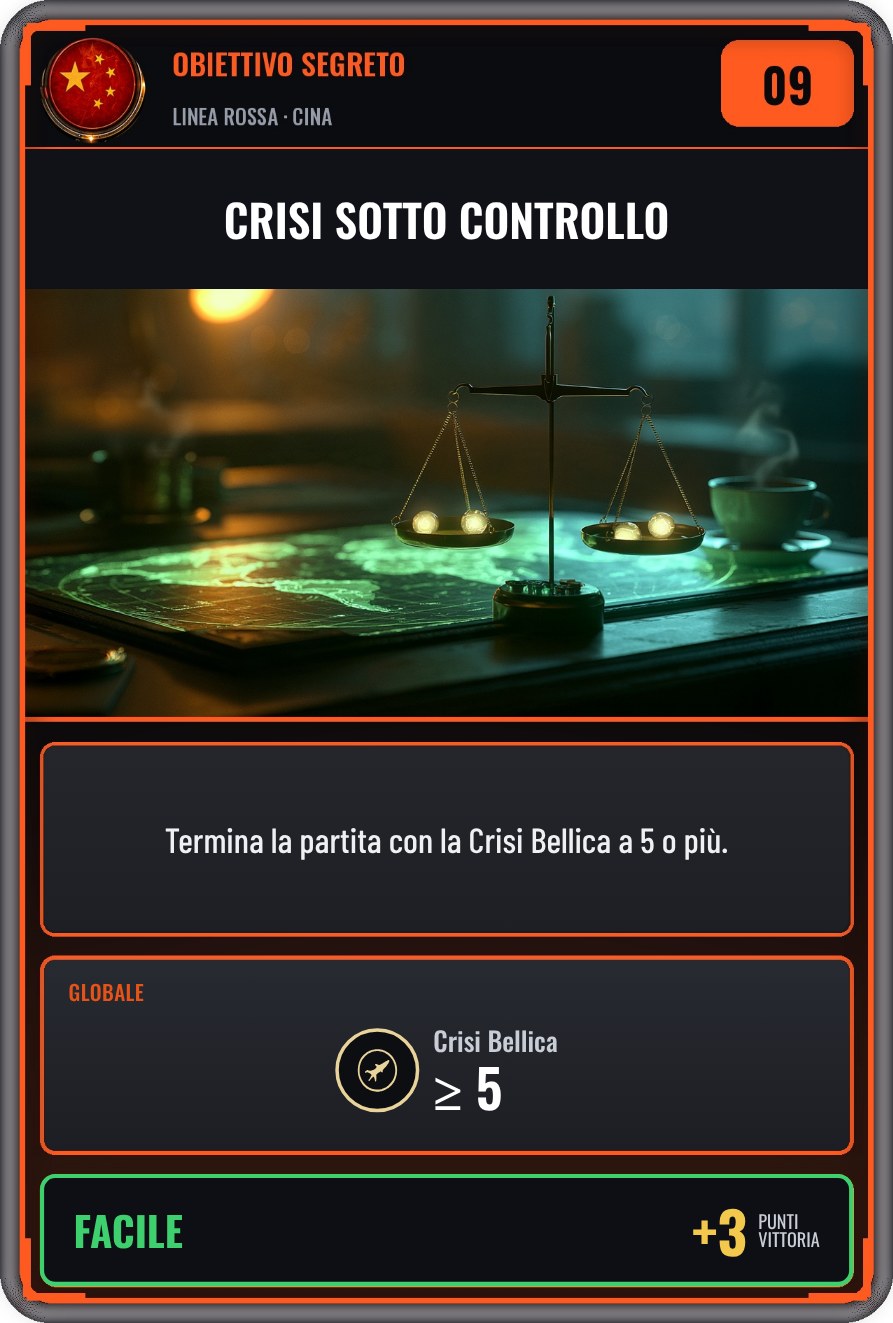 OBIETTIVO SEGRETO
LINEA ROSSA · CINA
09
CRISI SOTTO CONTROLLO
Termina la partita con la Crisi Bellica a 5 o più.
GLOBALE
Crisi Bellica
≥ 5
FACILE
+3
PUNTI
VITTORIA